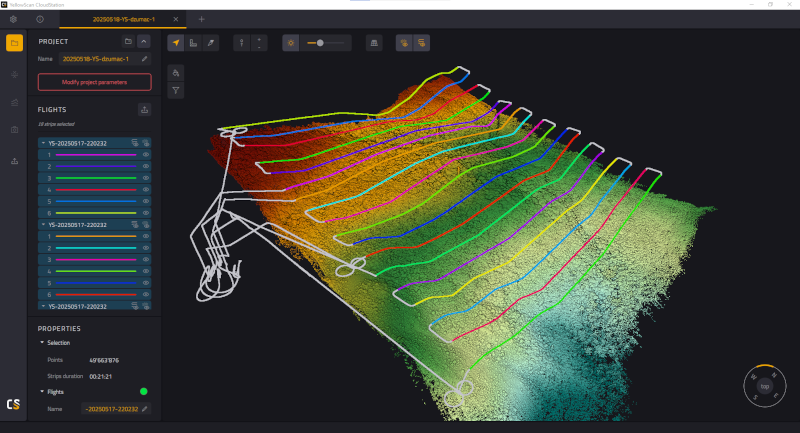 YellowScan CloudStation
20250518-YS-dzumac-1
PROJECT
Name 20250518-YS-dzumac-1
Modify project parameters
FLIGHTS
18 strips selected
YS-20250517-220232
1
2
3
4
5
6
YS-20250517-220232
1
2
3
4
5
6
YS-20250517-220232
PROPERTIES
Selection
Points 49'663'876
Strips duration 00:21:21
Flights
Name -20250517-220232
CS
N
W
top
S
E